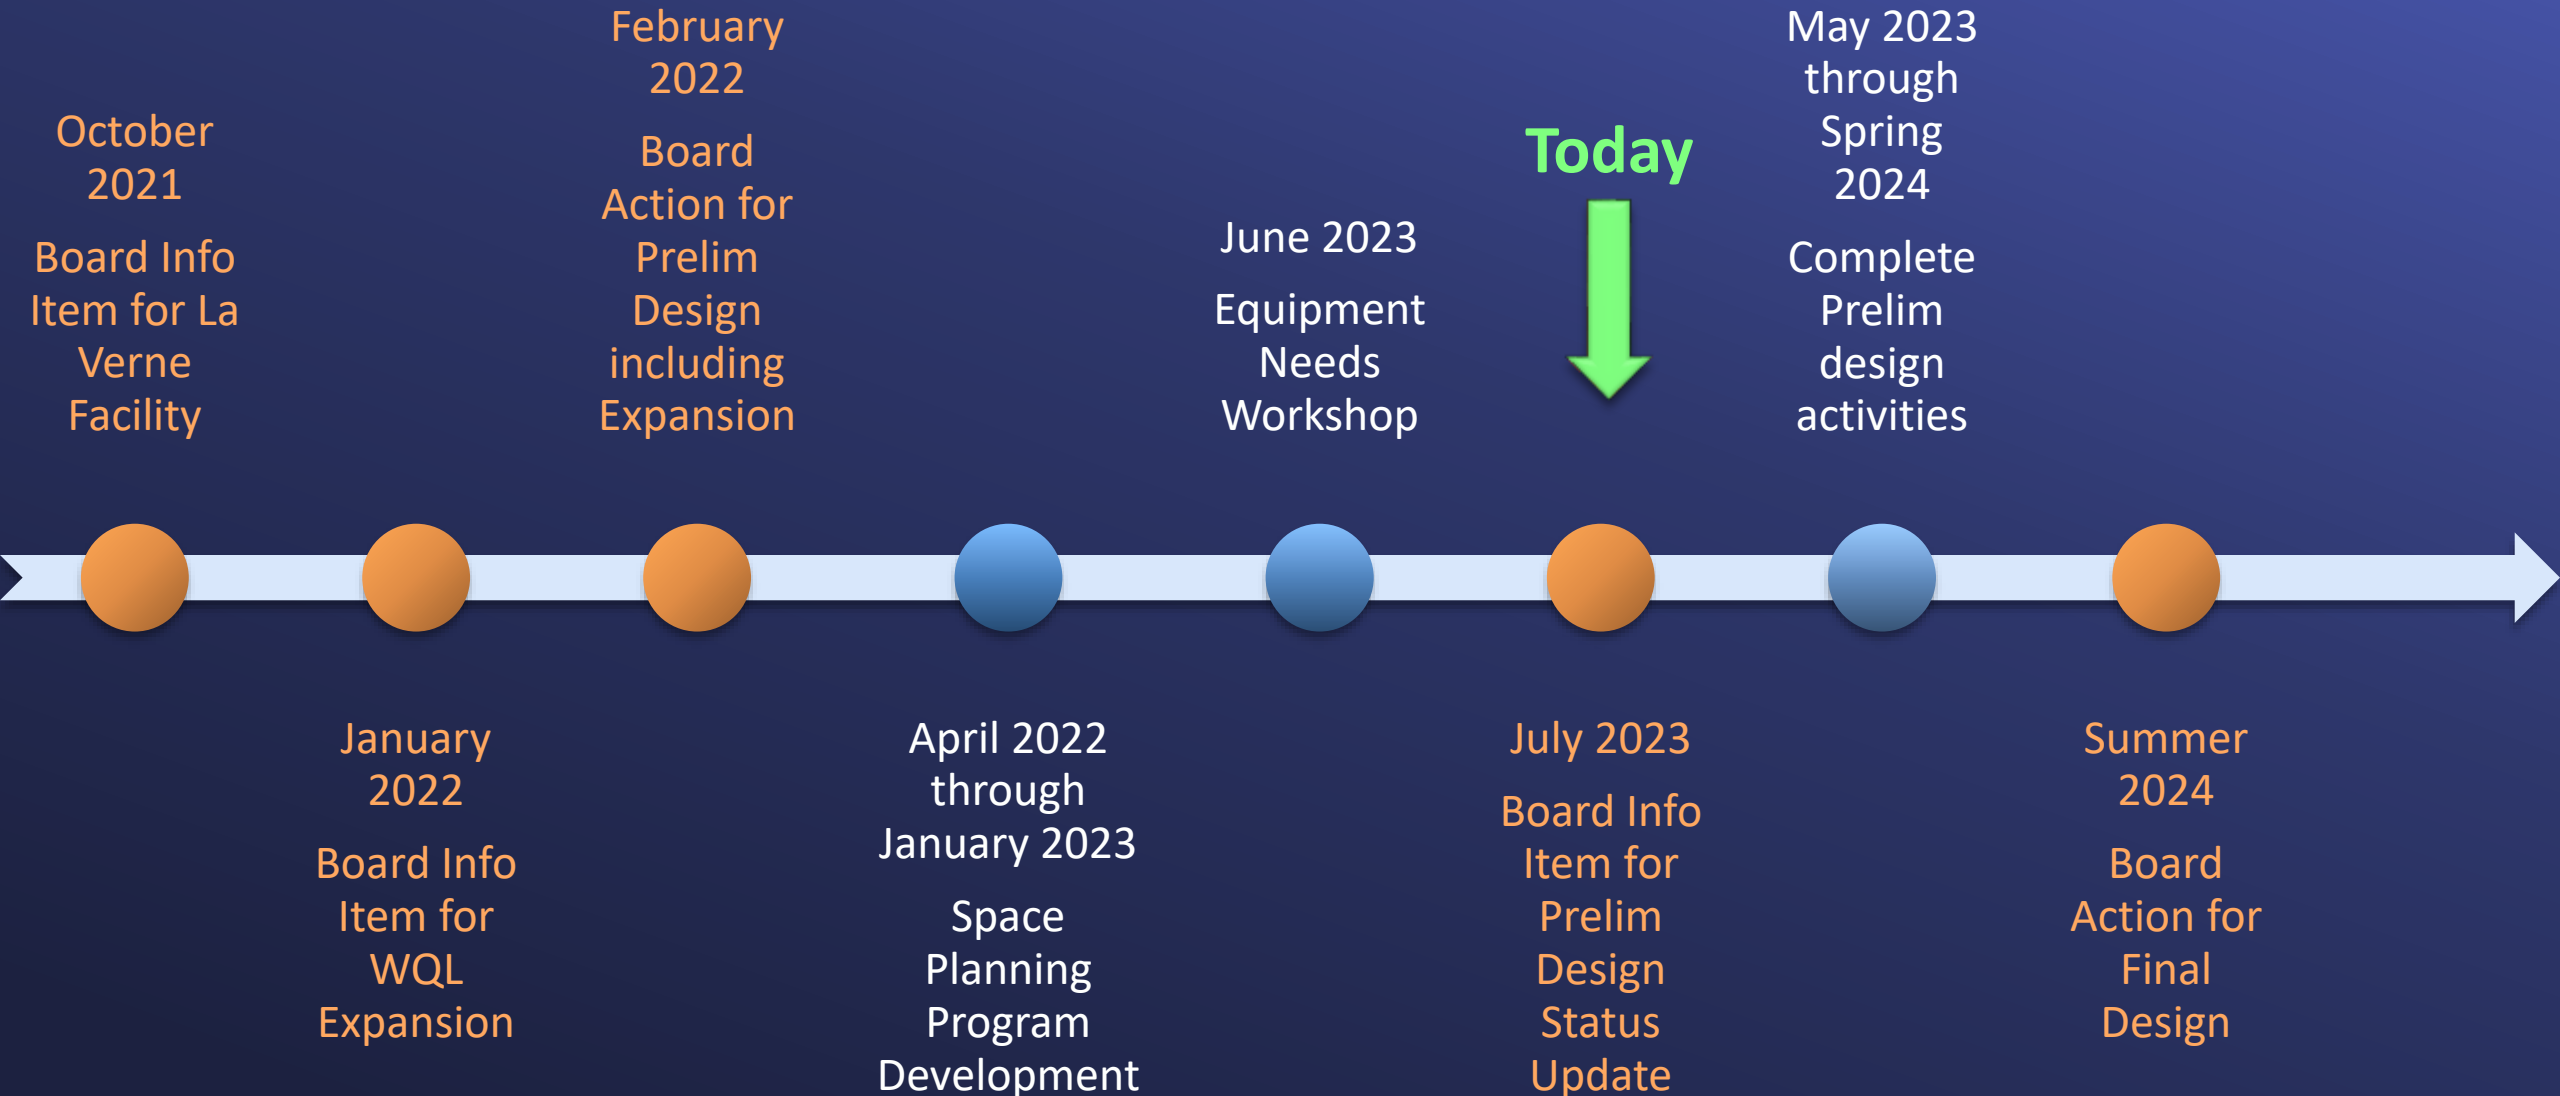 October
2021
Board Info
Item for La
Verne
Facility
January
2022
Board Info
Item for
WQL
Expansion
February
2022
Board
Action for
Prelim
Design
including
Expansion
April 2022
through
January 2023
Space
Planning
Program
Development
June 2023
Equipment
Needs
Workshop
Today
July 2023
Board Info
Item for
Prelim
Design
Status
Update
May 2023
through
Spring
2024
Complete
Prelim
design
activities
Summer
2024
Board
Action for
Final
Design